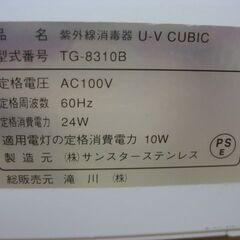 品 名 紫外線消毒器 U-V CUBIC
型式番号 TG-8310B
定格電圧 AC100V
定格周波数 60Hz
定格消費電力 24W
適用電灯の定格消費電力 10W
製造元 (株)サンスターステンレス
PS
E
総販売元 滝川(株)